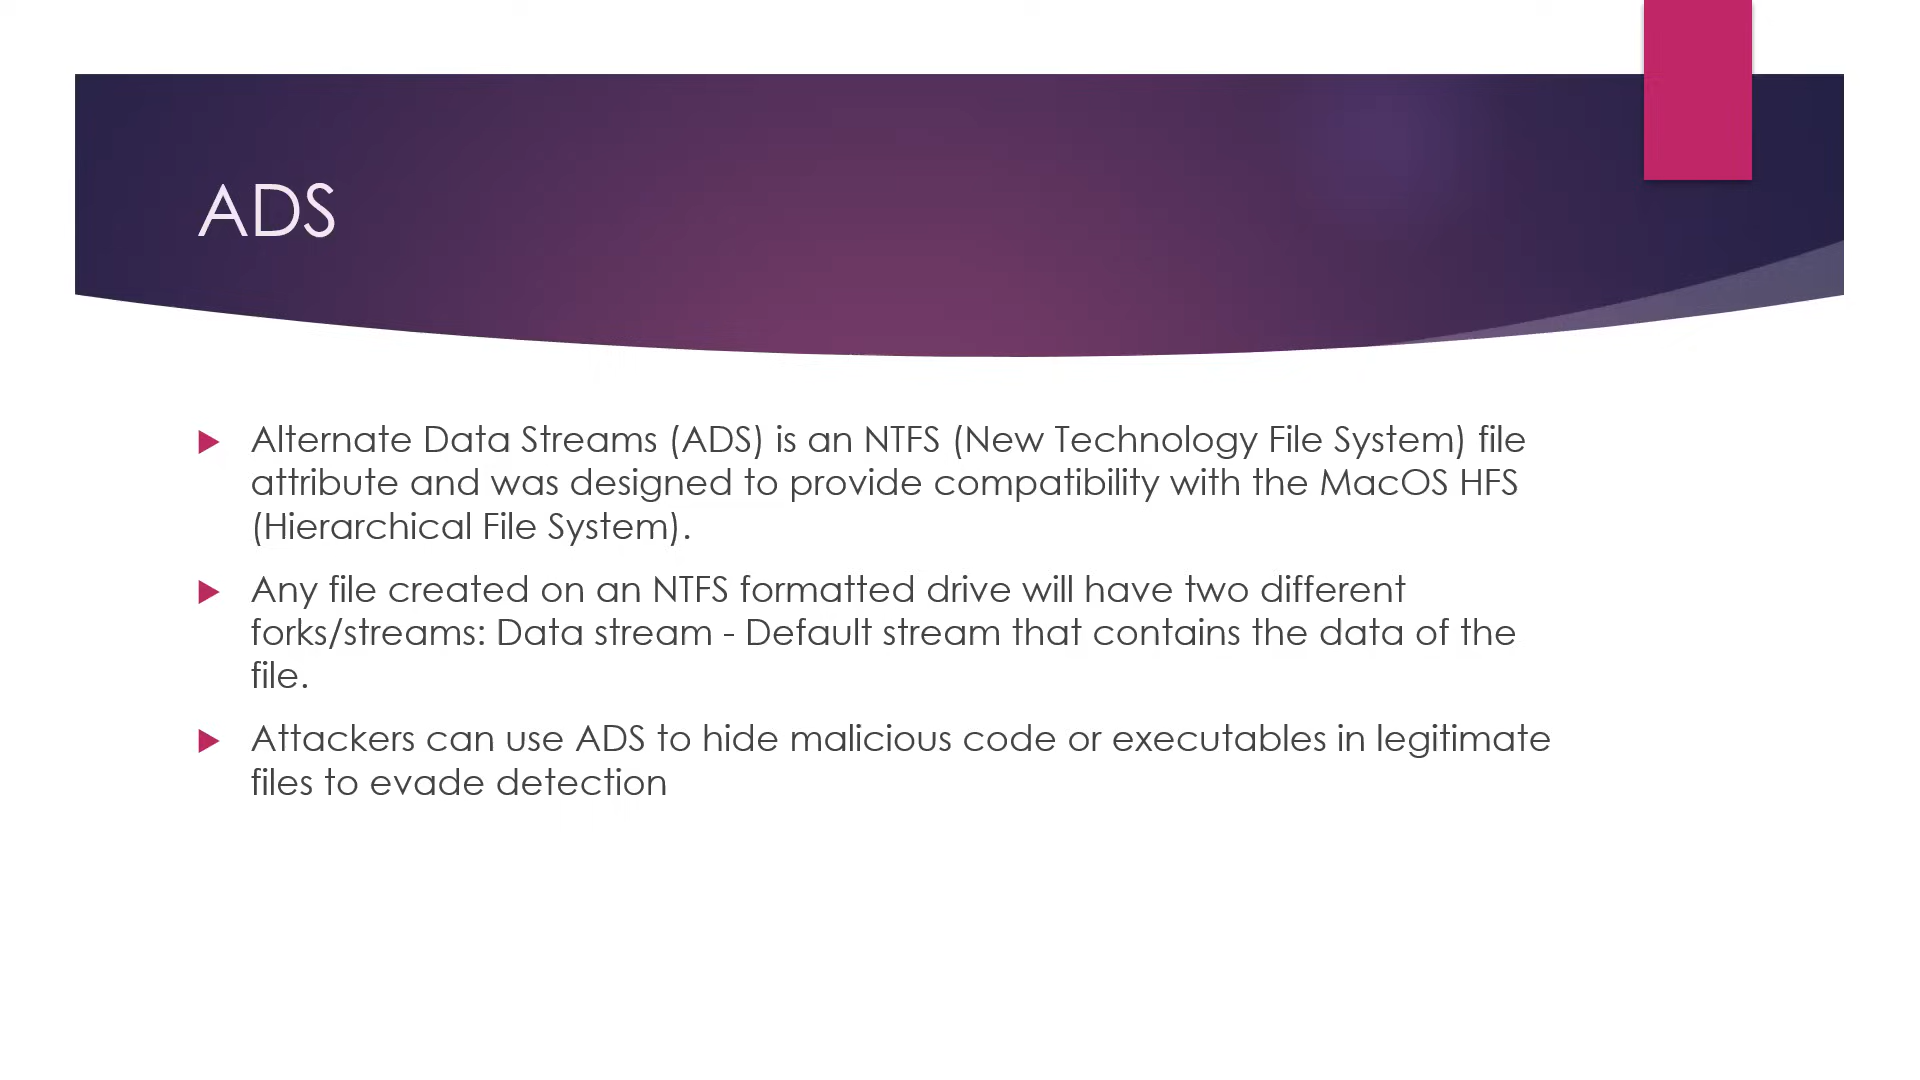 ADS
Alternate Data Streams (ADS) is an NTFS (New Technology File System) file
attribute and was designed to provide compatibility with the MacOS HFS
(Hierarchical File System).
Any file created on an NTFS formatted drive will have two different
forks/streams: Data stream - Default stream that contains the data of the
file.
Attackers can use ADS to hide malicious code or executables in legitimate
files to evade detection